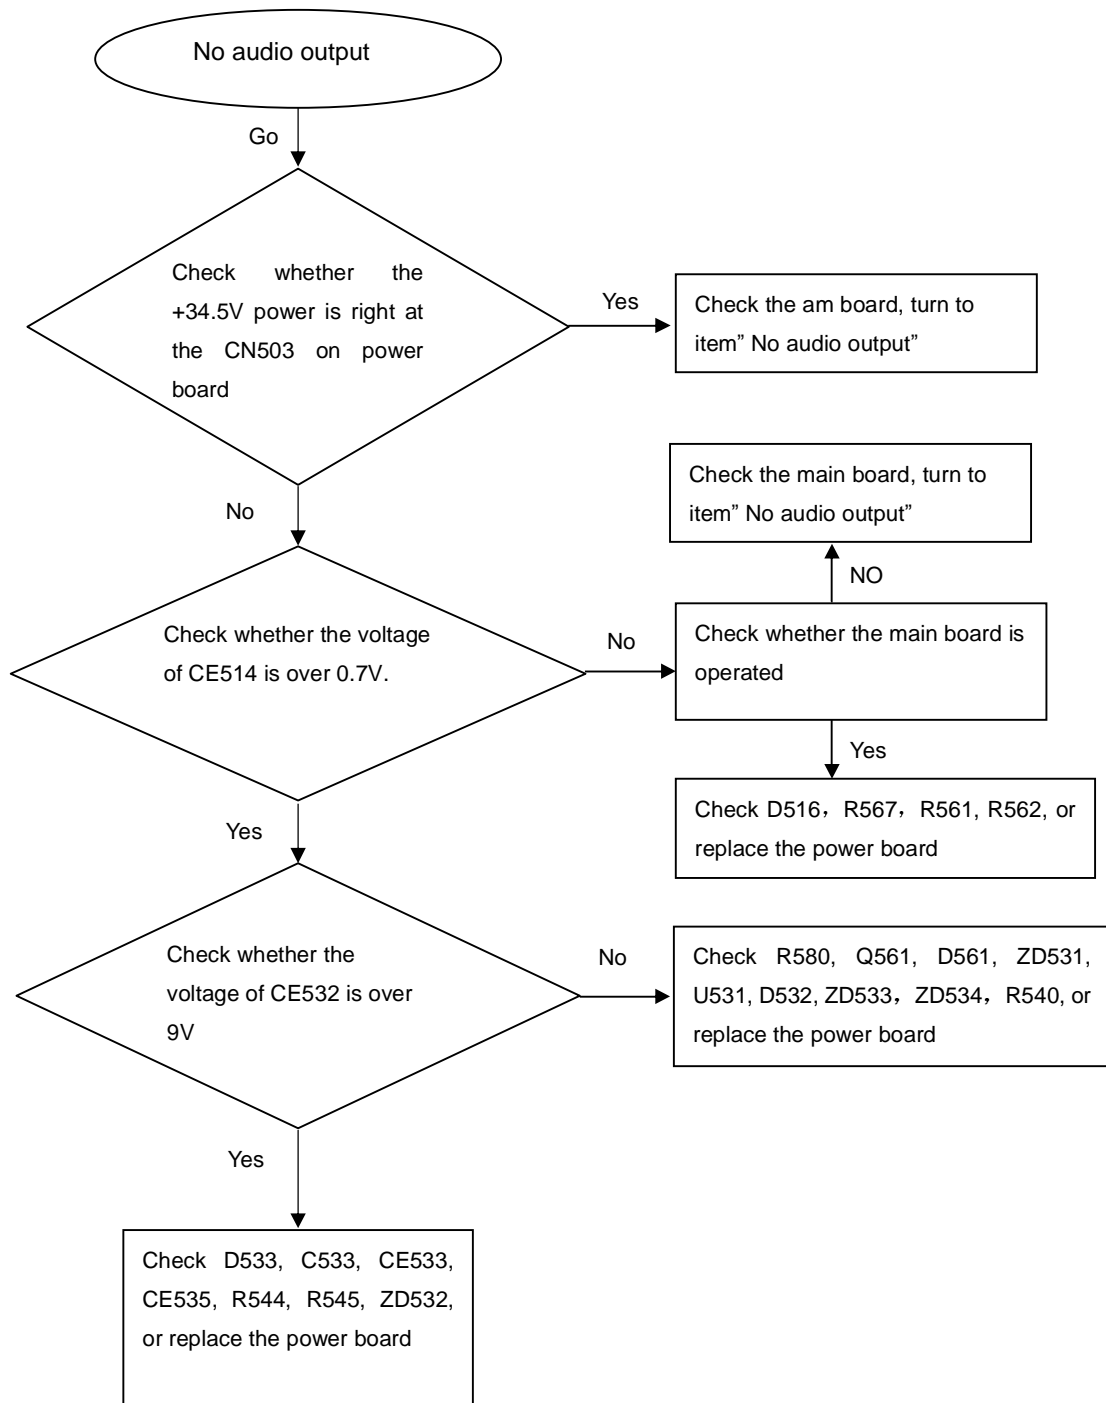 No audio output
Go
Check whether the
+34.5V power is right at
the CN503 on power
board
Yes
Check the am board, turn to
item” No audio output”
No
Check the main board, turn to
item” No audio output”
NO
Check whether the voltage
of CE514 is over 0.7V.
No
Check whether the main board is
operated
Yes
Check D516，R567，R561, R562, or
replace the power board
Yes
Check whether the
voltage of CE532 is over
9V
No
Check R580, Q561, D561, ZD531,
U531, D532, ZD533，ZD534，R540, or
replace the power board
Yes
Check D533, C533, CE533,
CE535, R544, R545, ZD532,
or replace the power board